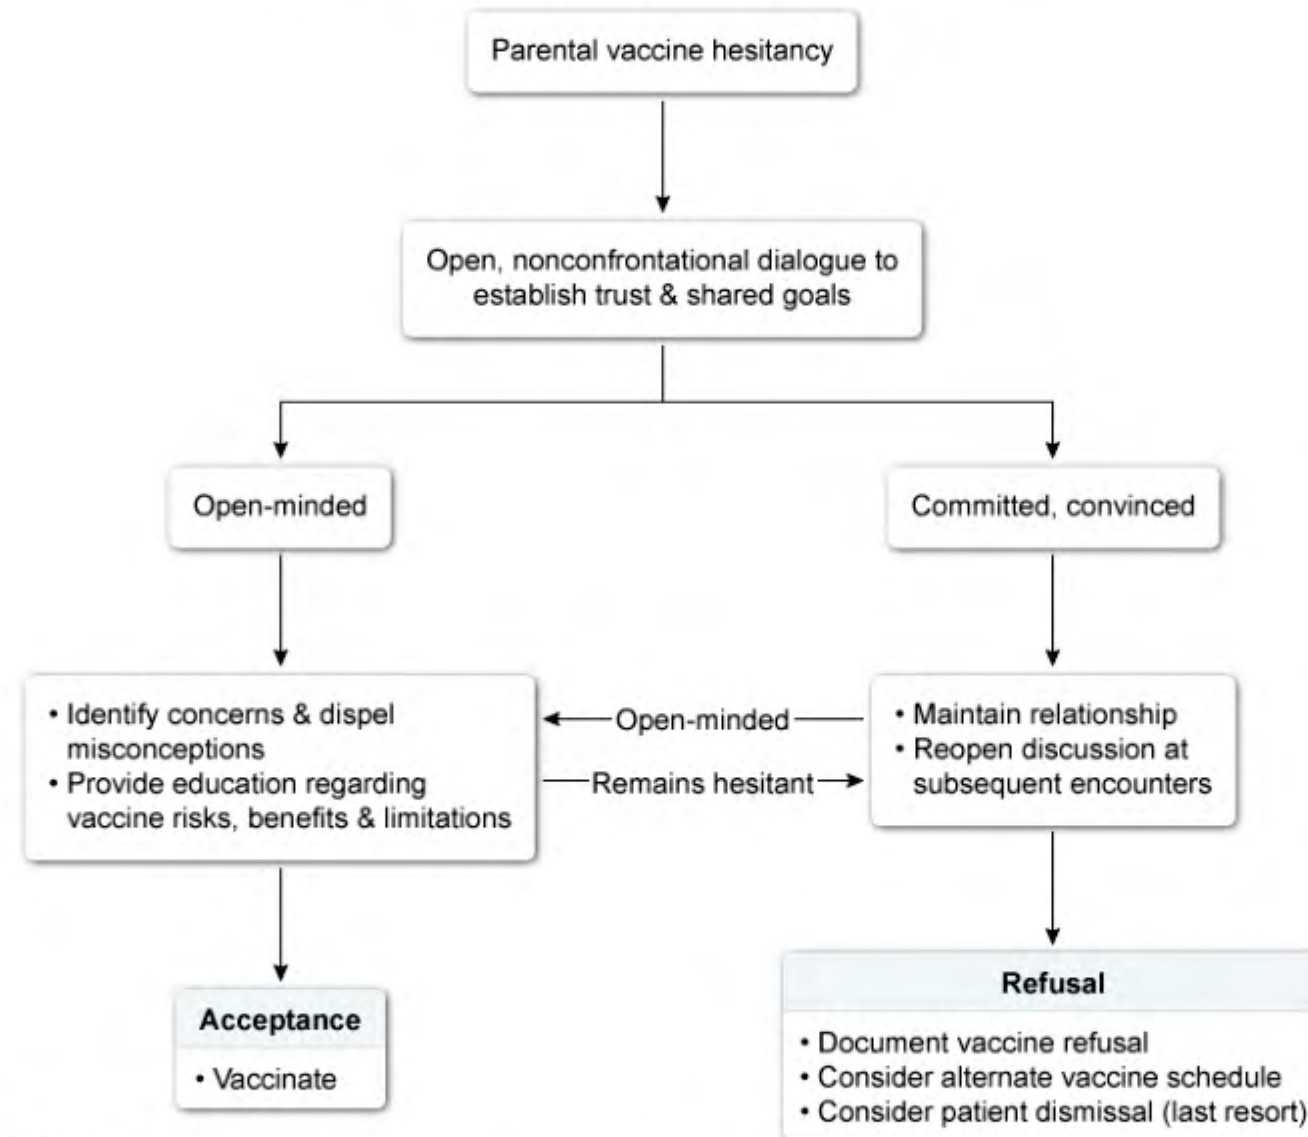 Parental vaccine hesitancy
Open, nonconfrontational dialogue to
establish trust & shared goals
Open-minded
Committed, convinced
• Identify concerns & dispel
misconceptions
• Provide education regarding
vaccine risks, benefits & limitations
Open-minded
Remains hesitant
• Maintain relationship
• Reopen discussion at
subsequent encounters
Acceptance
• Vaccinate
Refusal
• Document vaccine refusal
• Consider alternate vaccine schedule
• Consider patient dismissal (last resort)